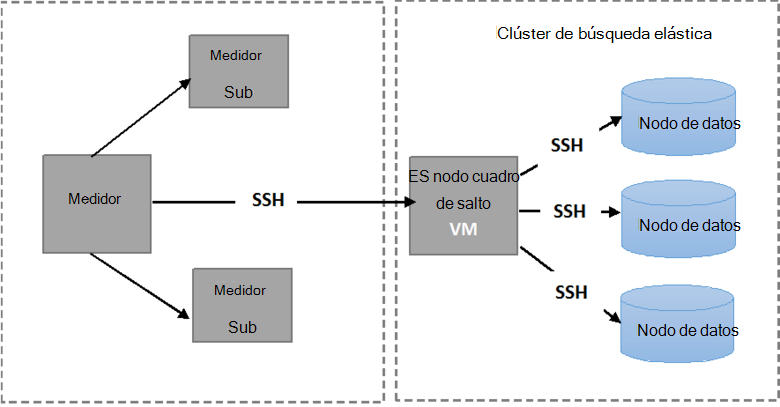 Clúster de búsqueda elástica
Medidor
Sub
Medidor
SSH
Medidor
Sub
ES nodo cuadro
de salto
VM
SSH
Nodo de datos
SSH
Nodo de datos
SSH
Nodo de datos